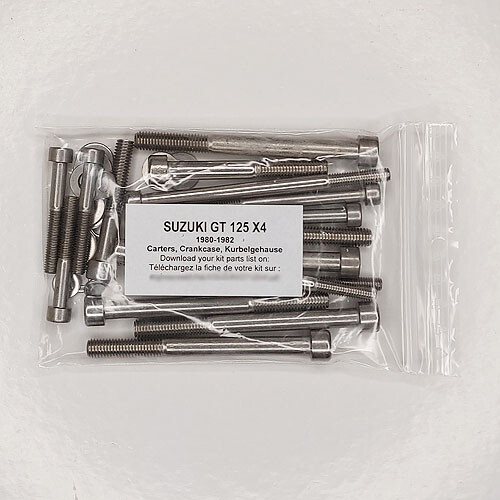 SUZUKI GT 125 X4
1980-1982
Carters, Crankcase, Kurbelgehause
Download your kit parts list on:
Téléchargez la fiche de votre kit sur :